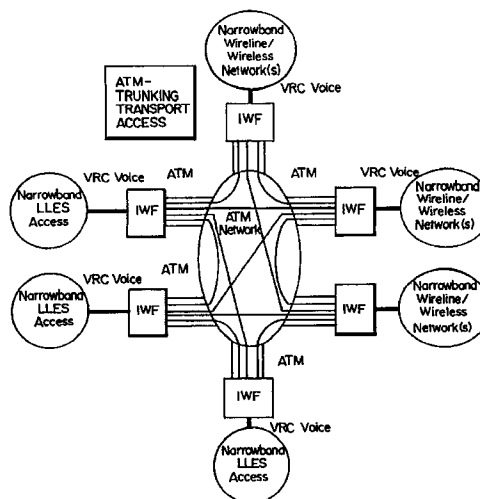 Narrowband
Wireline/
Wireless
Network(s)
VRC Voice
ATM-
TRUNKING
TRANSPORT
ACCESS
IWF
VRC Voice
ATM
ATM
VRC Voice
Narrowband
LLES
Access
IWF
ATM
Network
IWF
Narrowband
Wireline/
Wireless
Network(s)
VRC Voice
ATM
Narrowband
LLES
Access
IWF
IWF
Narrowband
Wireline/
Wireless
Network(s)
ATM
IWF
VRC Voice
Narrowband
LLES
Access